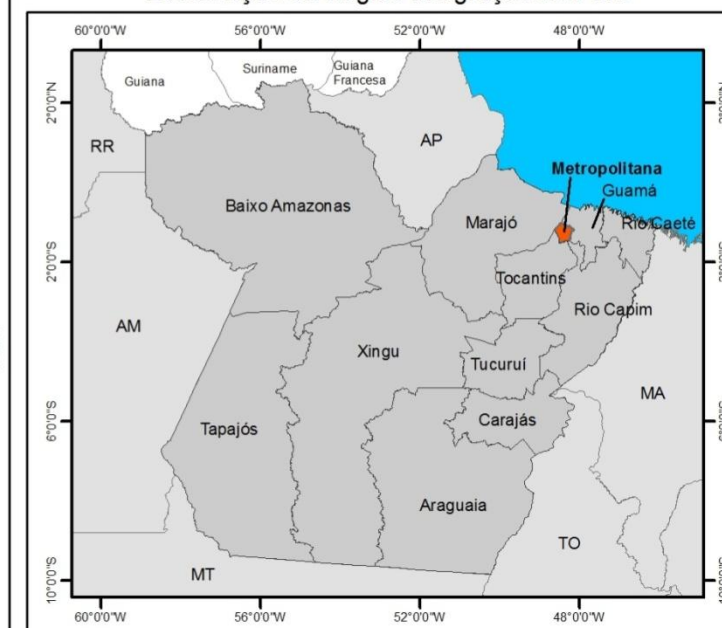 60°0'0"W 56°0'0"W 52°0'0"W 48°0'0"W
Guiana
Suriname
Guiana
Francesa
2°0'0"N
RR
AP
Metropolitana
Guamá
Baixo Amazonas
Marajó
Rio Caeté
2°0'0"S
Tocantins
Rio Capim
AM
Xingu
Tucuruí
MA
6°0'0"S
Tapajós
Carajás
Araguaia
TO
MT
10°0'0"S
60°0'0"W 56°0'0"W 52°0'0"W 48°0'0"W